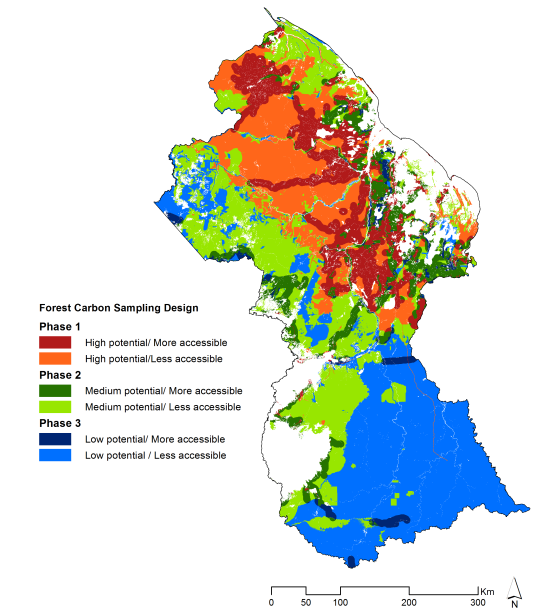 Forest Carbon Sampling Design
Phase 1
High potential/ More accessible
High potential/Less accessible
Phase 2
Medium potential/ More accessible
Medium potential/ Less accessible
Phase 3
Low potential/ More accessible
Low potential / Less accessible
Km
0 50 100 200 300
N